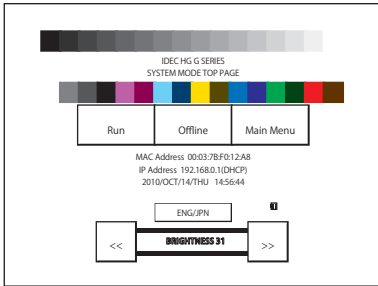 IDEC HG G SERIES
SYSTEM MODE TOP PAGE
Run Offline Main Menu
MAC Address 00:03:7B:F0:12:A8
IP Address 192.168.0.1(DHCP)
2010/OCT/14/THU 14:56:44
ENG/JPN
<< BRIGHTNESS 31 >>